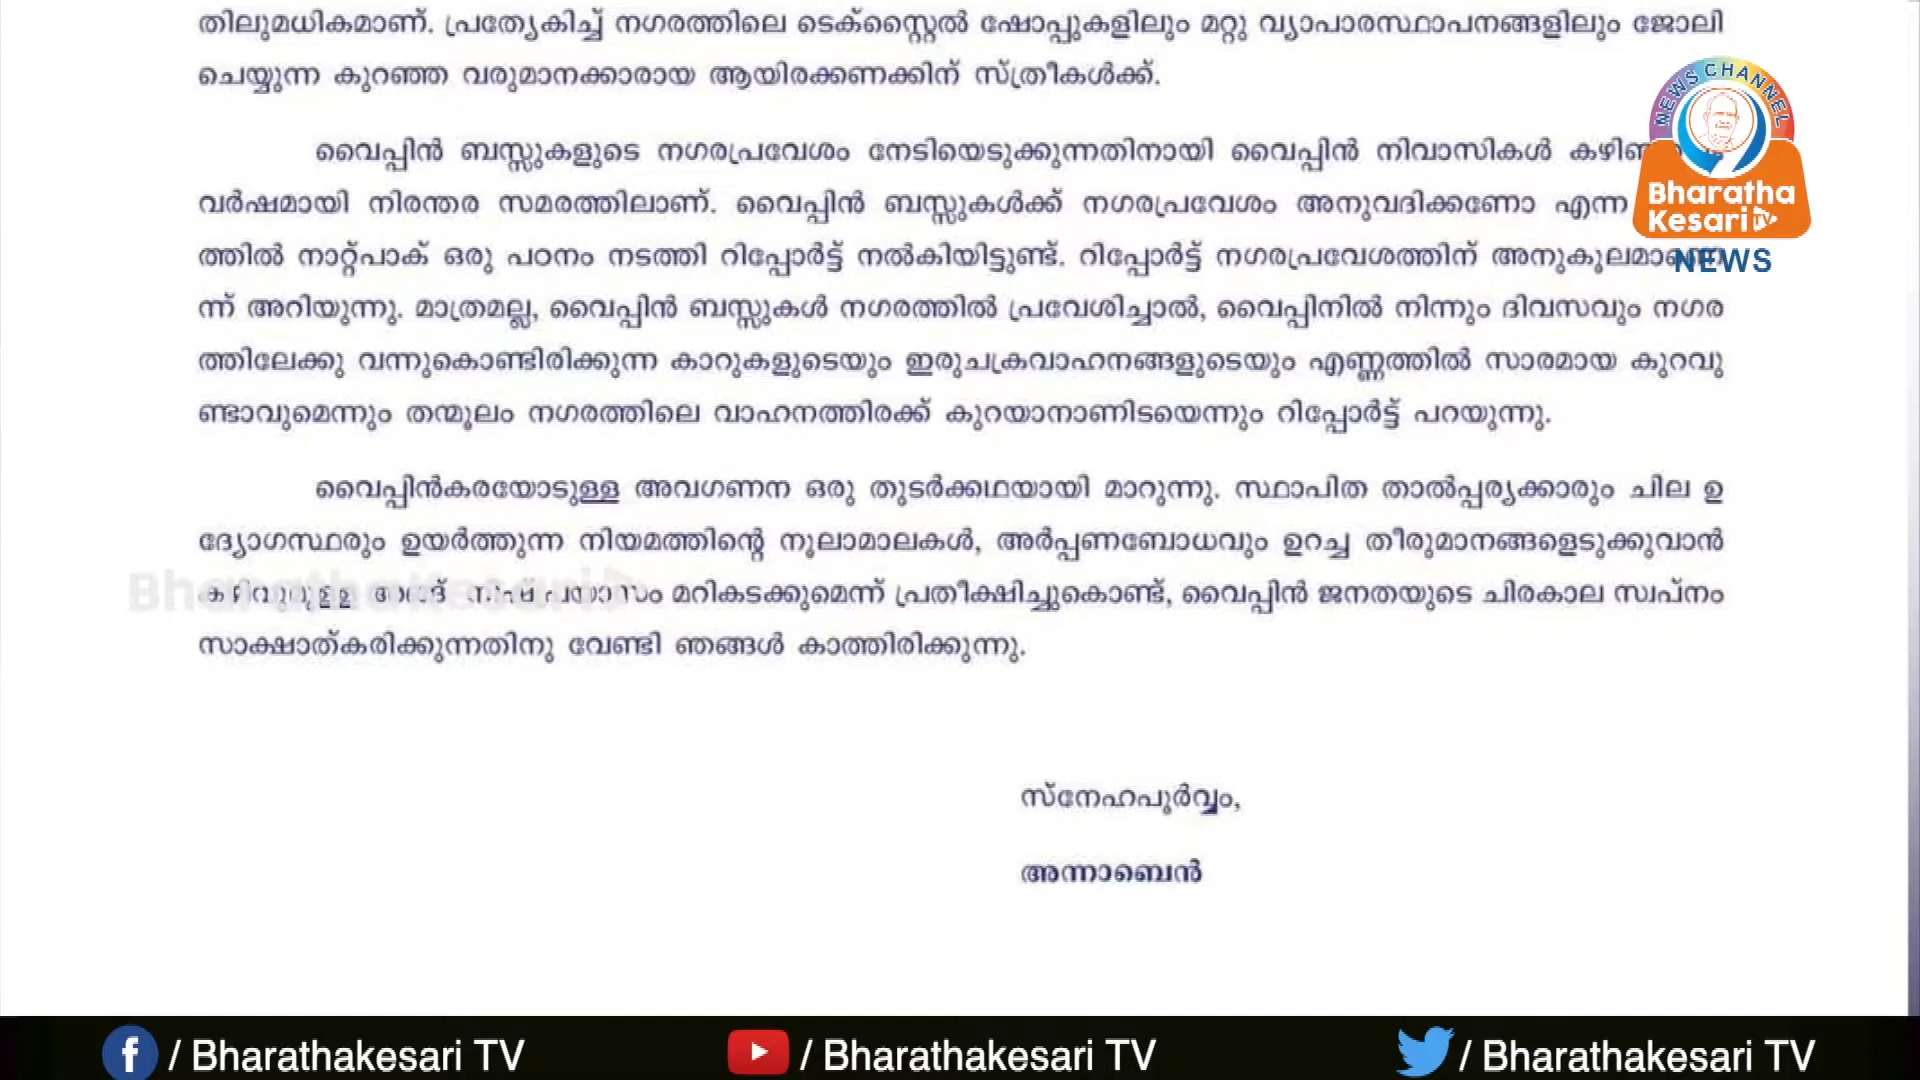 തിലുമധികമാണ്. പ്രത്യേകിച്ച് നഗരത്തിലെ ടെക്സ്റ്റൈൽ ഷോപ്പുകളിലും മറ്റു വ്യാപാരസ്ഥാപനങ്ങളിലും ജോലി
ചെയ്യുന്ന കുറഞ്ഞ വരുമാനക്കാരായ ആയിരക്കണക്കിന് സ്ത്രീകൾക്ക്.
വൈപ്പിൻ ബസ്സുകളുടെ നഗരപ്രവേശം നേടിയെടുക്കുന്നതിനായി വൈപ്പിൻ നിവാസികൾ
വർഷമായി നിരന്തര സമരത്തിലാണ്. വൈപ്പിൻ ബസ്സുകൾക്ക് നഗരപ്രവേശം അനുവദിക്കണോ എന്ന
ത്തിൽ നാറ്റ്പാക് ഒരു പഠനം നടത്തി റിപ്പോർട്ട് നൽകിയിട്ടുണ്ട്. റിപ്പോർട്ട് നഗരപ്രവേശത്തിന്
ന്ന് അറിയുന്നു. മാത്രമല്ല, വൈപ്പിൻ ബസ്സുകൾ നഗരത്തിൽ പ്രവേശിച്ചാൽ, വൈപ്പിനിൽ നിന്നും ദിവസവും നഗര
ത്തിലേക്കു വന്നുകൊണ്ടിരിക്കുന്ന കാറുകളുടെയും ഇരുചക്രവാഹനങ്ങളുടെയും എണ്ണത്തിൽ സാരമായ കുറവു
ണ്ടാവുമെന്നും തന്മൂലം നഗരത്തിലെ വാഹനത്തിരക്ക് കുറയാനാണിടയെന്നും റിപ്പോർട്ട് പറയുന്നു.
വൈപ്പിൻകരയോടുള്ള അവഗണന ഒരു തുടർക്കഥയായി മാറുന്നു. സ്ഥാപിത താൽപ്പര്യക്കാരും ചില ഉ
ദ്യോഗസ്ഥരും ഉയർത്തുന്ന നിയമത്തിന്റെ നൂലാമാലകൾ, അർപ്പണബോധവും ഉറച്ച തീരുമാനങ്ങളെടുക്കുവാൻ
മറികടക്കുമെന്ന് പ്രതീക്ഷിച്ചുകൊണ്ട്, വൈപ്പിൻ ജനതയുടെ ചിരകാല സ്വപ്നം
സാക്ഷാത്കരിക്കുന്നതിനു വേണ്ടി ഞങ്ങൾ കാത്തിരിക്കുന്നു.
സ്നേഹപൂർവ്വം,
അന്നാബെൻ
NEWS CHANNEL
Bharatha
Kesari TV
NEWS
Bharathakesari
/ Bharathakesari TV
/ Bharathakesari TV
/ Bharathakesari TV